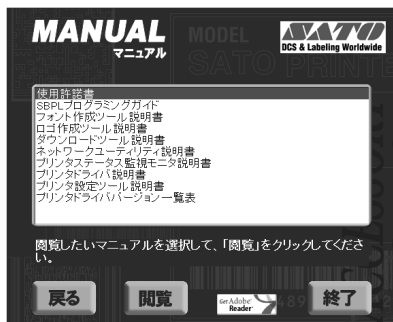 MANUAL
マニュアル
MODEL
SATO
DCS & Labeling Worldwide
SATO PRINTE
使用許諾書
SBPLプログラミングガイド
フォント作成ツール説明書
ロゴ作成ツール説明書
ダウンロードツール説明書
ネットワークユーティリティ説明書
プリンタステータス監視モニタ説明書
プリンタドライバ説明書
プリンタ設定ツール説明書
プリンタドライババージョン一覧表
閲覧したいマニュアルを選択して、「閲覧」をクリックしてくださ
い。
戻る
閲覧
Get Adobe
Reader
489
終了